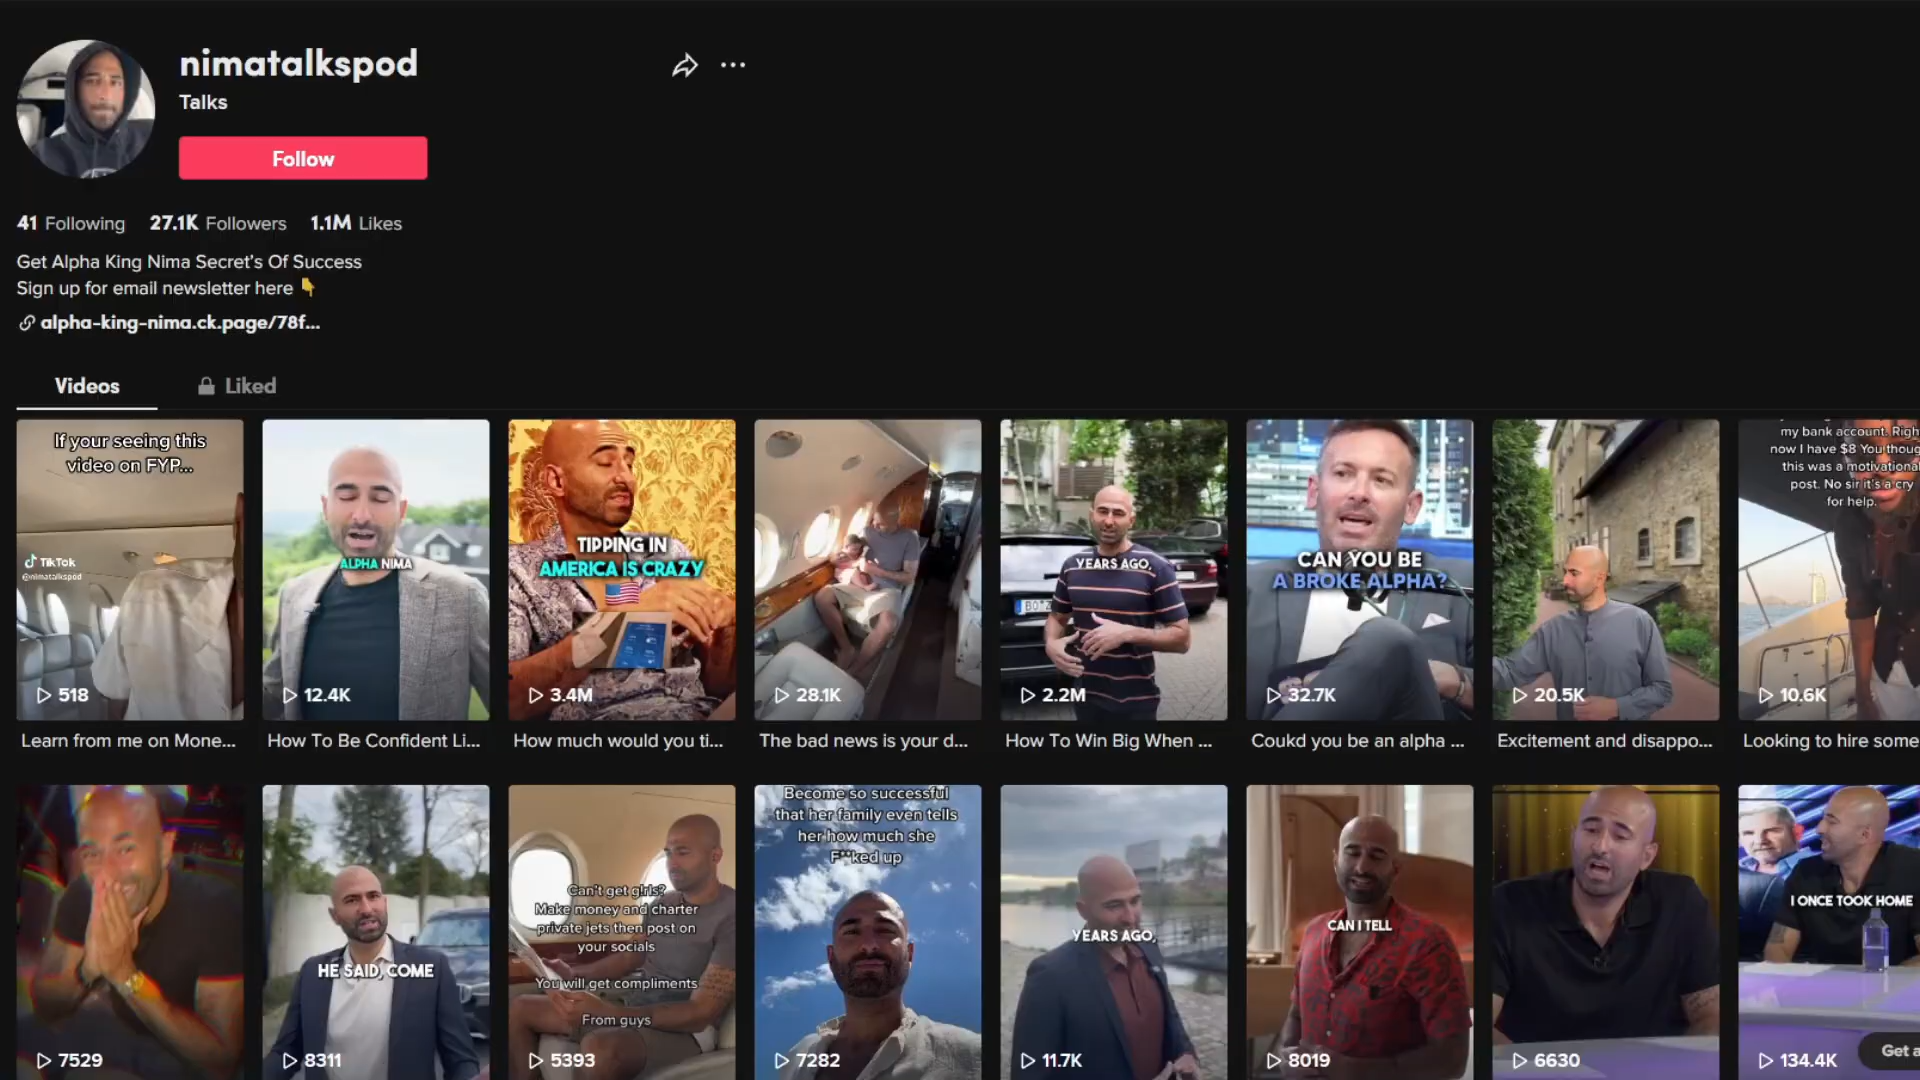 nimatalkspod
Talks
Follow
41 Following 27.1K Followers 1.1M Likes
Get Alpha King Nima Secret's Of Success
Sign up for email newsletter here
alpha-king-nima.ck.page/78f...
Videos Liked
If your seeing this
video on FYP...
TikTok
@nimatalkspod
518
Learn from me on Mone...
ALPHA NIMA
12.4K
How To Be Confident Li...
TIPPING IN
AMERICA IS CRAZY
3.4M
How much would you ti...
28.1K
The bad news is your d...
YEARS AGO,
2.2M
How To Win Big When ...
CAN YOU BE
A BROKE ALPHA?
32.7K
Coukd you be an alpha ...
20.5K
Excitement and disappo...
my bank account. Righ
now I have $8 You thoug
this was a motivational
post. No sir it's a cry
for help.
10.6K
Looking to hire some
7529
HE SAID, COME
8311
Can't get girls?
Make money and charter
private jets then post on
your socials
You will get compliments
From guys
5393
Become so successful
that her family even tells
her how much she
F**ked up
7282
YEARS AGO,
11.7K
CAN I TELL
8019
6630
I ONCE TOOK HOME
134.4K
Get a